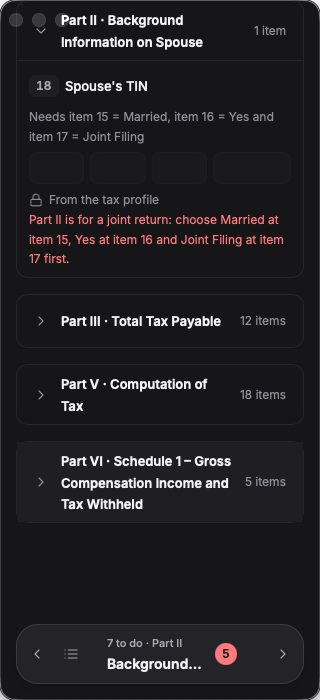 Part II · Background
Information on Spouse
1 item
18 Spouse's TIN
Needs item 15 = Married, item 16 = Yes and
item 17 = Joint Filing
From the tax profile
Part II is for a joint return: choose Married at
item 15, Yes at item 16 and Joint Filing at item
17 first.
Part III · Total Tax Payable
12 items
Part V · Computation of
Tax
18 items
Part VI · Schedule 1 – Gross
Compensation Income and
Tax Withheld
5 items
7 to do · Part II
Background...
5